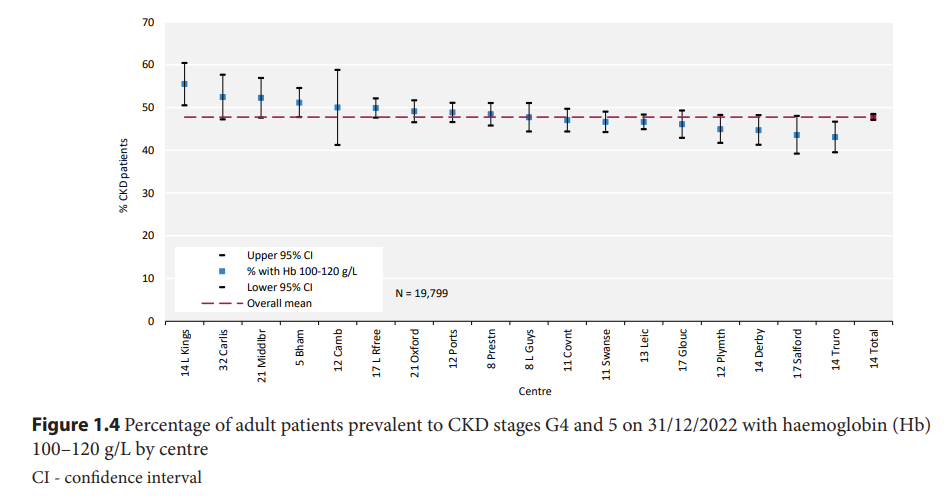 70
60
50
40
30
20
10
0
% CKD patients
Upper 95% CI
% with Hb 100-120 g/L
Lower 95% CI
Overall mean
N = 19,799
14 L Kings
32 Carlis
21 Middlbr
5 Bham
12 Camb
17 L Rfree
21 Oxford
12 Ports
8 Prestn
8 L Guys
11 Covnt
11 Swanse
13 Leic
17 Glouc
12 Plymth
14 Derby
17 Salford
14 Truro
14 Total
Centre
Figure 1.4 Percentage of adult patients prevalent to CKD stages G4 and 5 on 31/12/2022 with haemoglobin (Hb)
100–120 g/L by centre
CI - confidence interval